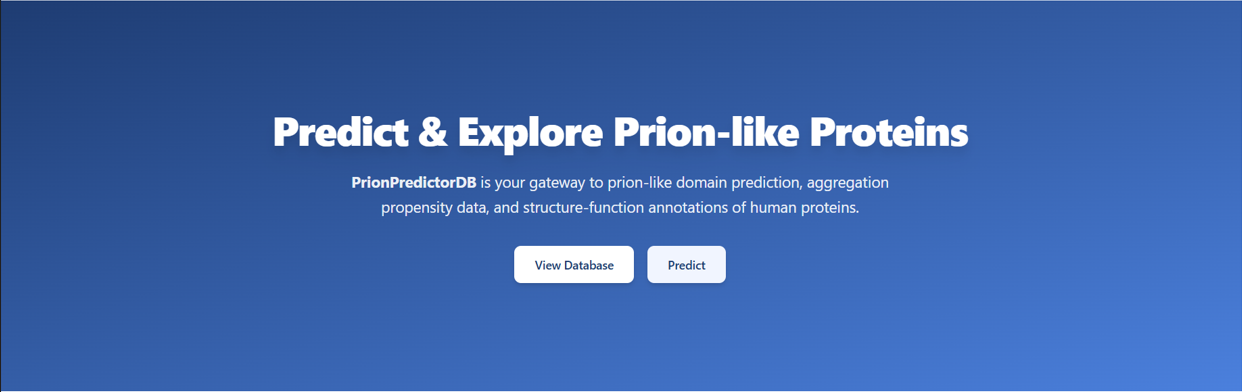 Predict & Explore Prion-like Proteins
PrionPredictorDB is your gateway to prion-like domain prediction, aggregation
propensity data, and structure-function annotations of human proteins.
View Database
Predict